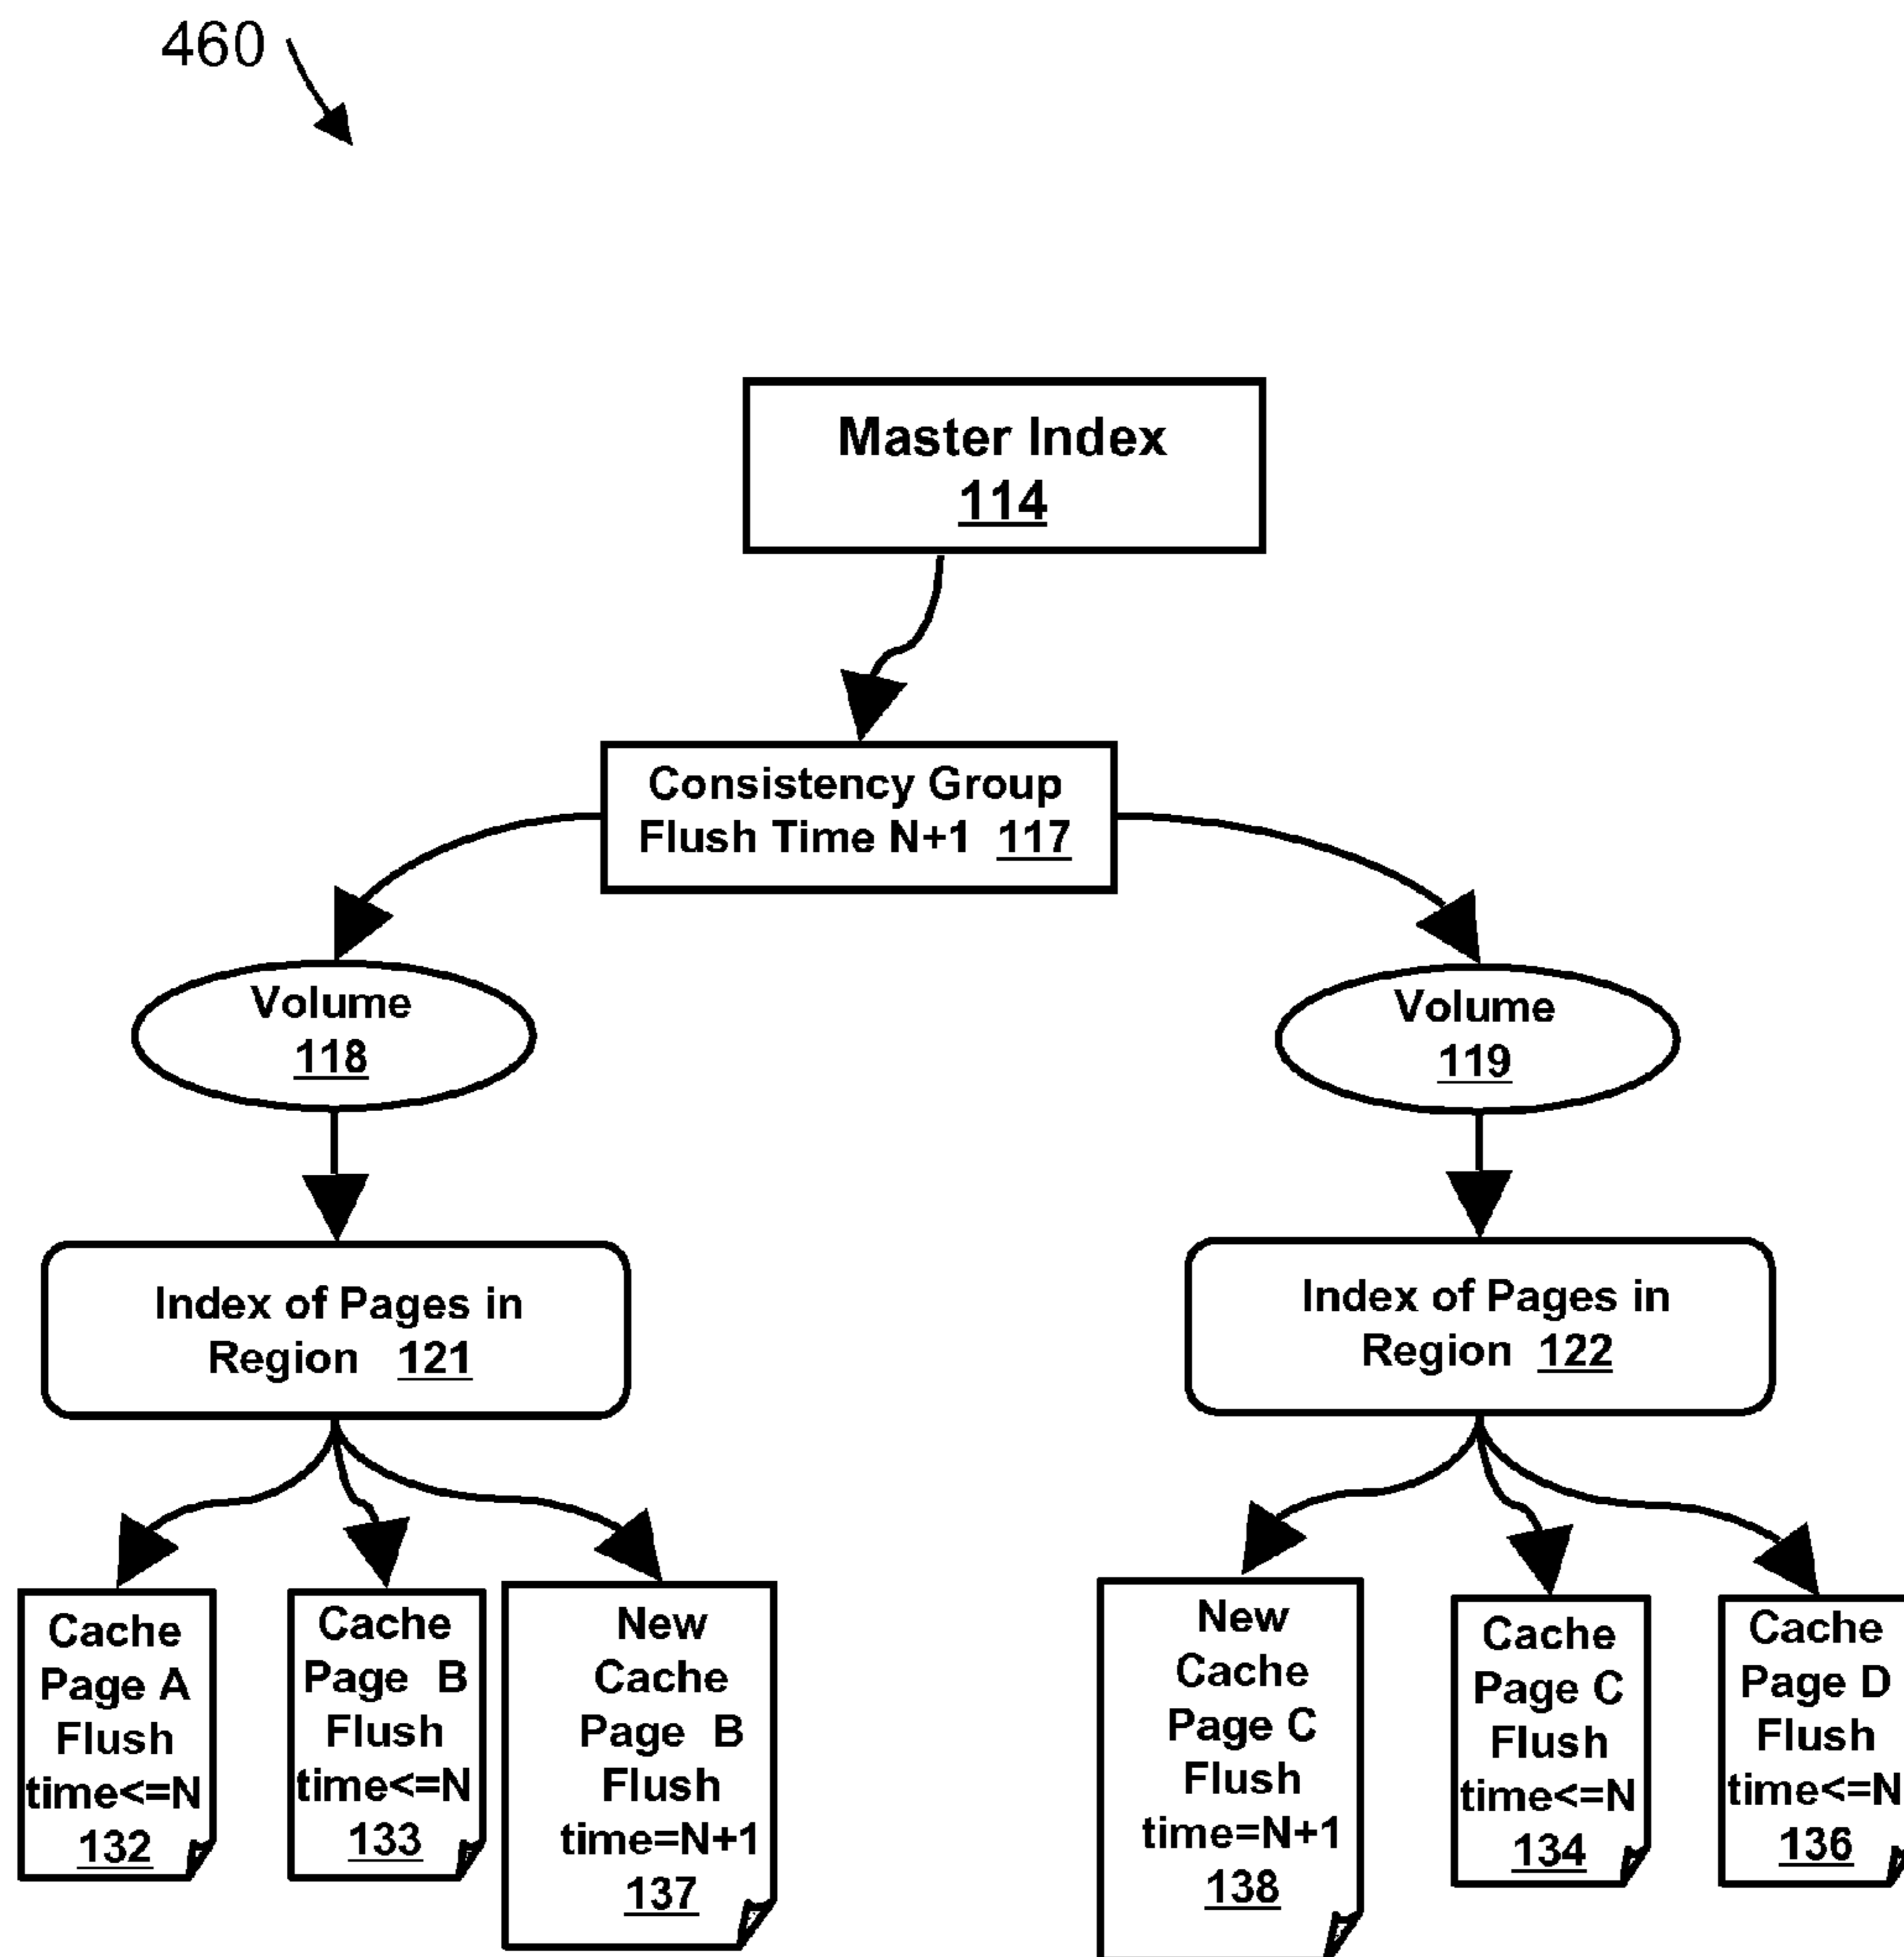 460
Master Index
114
Consistency Group
Flush Time N+1 117
Volume
118
Volume
119
Index of Pages in
Region 121
Index of Pages in
Region 122
Cache
Page A
Flush
time<=N
132
Cache
Page B
Flush
time<=N
133
New
Cache
Page B
Flush
time=N+1
137
New
Cache
Page C
Flush
time=N+1
138
Cache
Page C
Flush
time<=N
134
Cache
Page D
Flush
time<=N
136